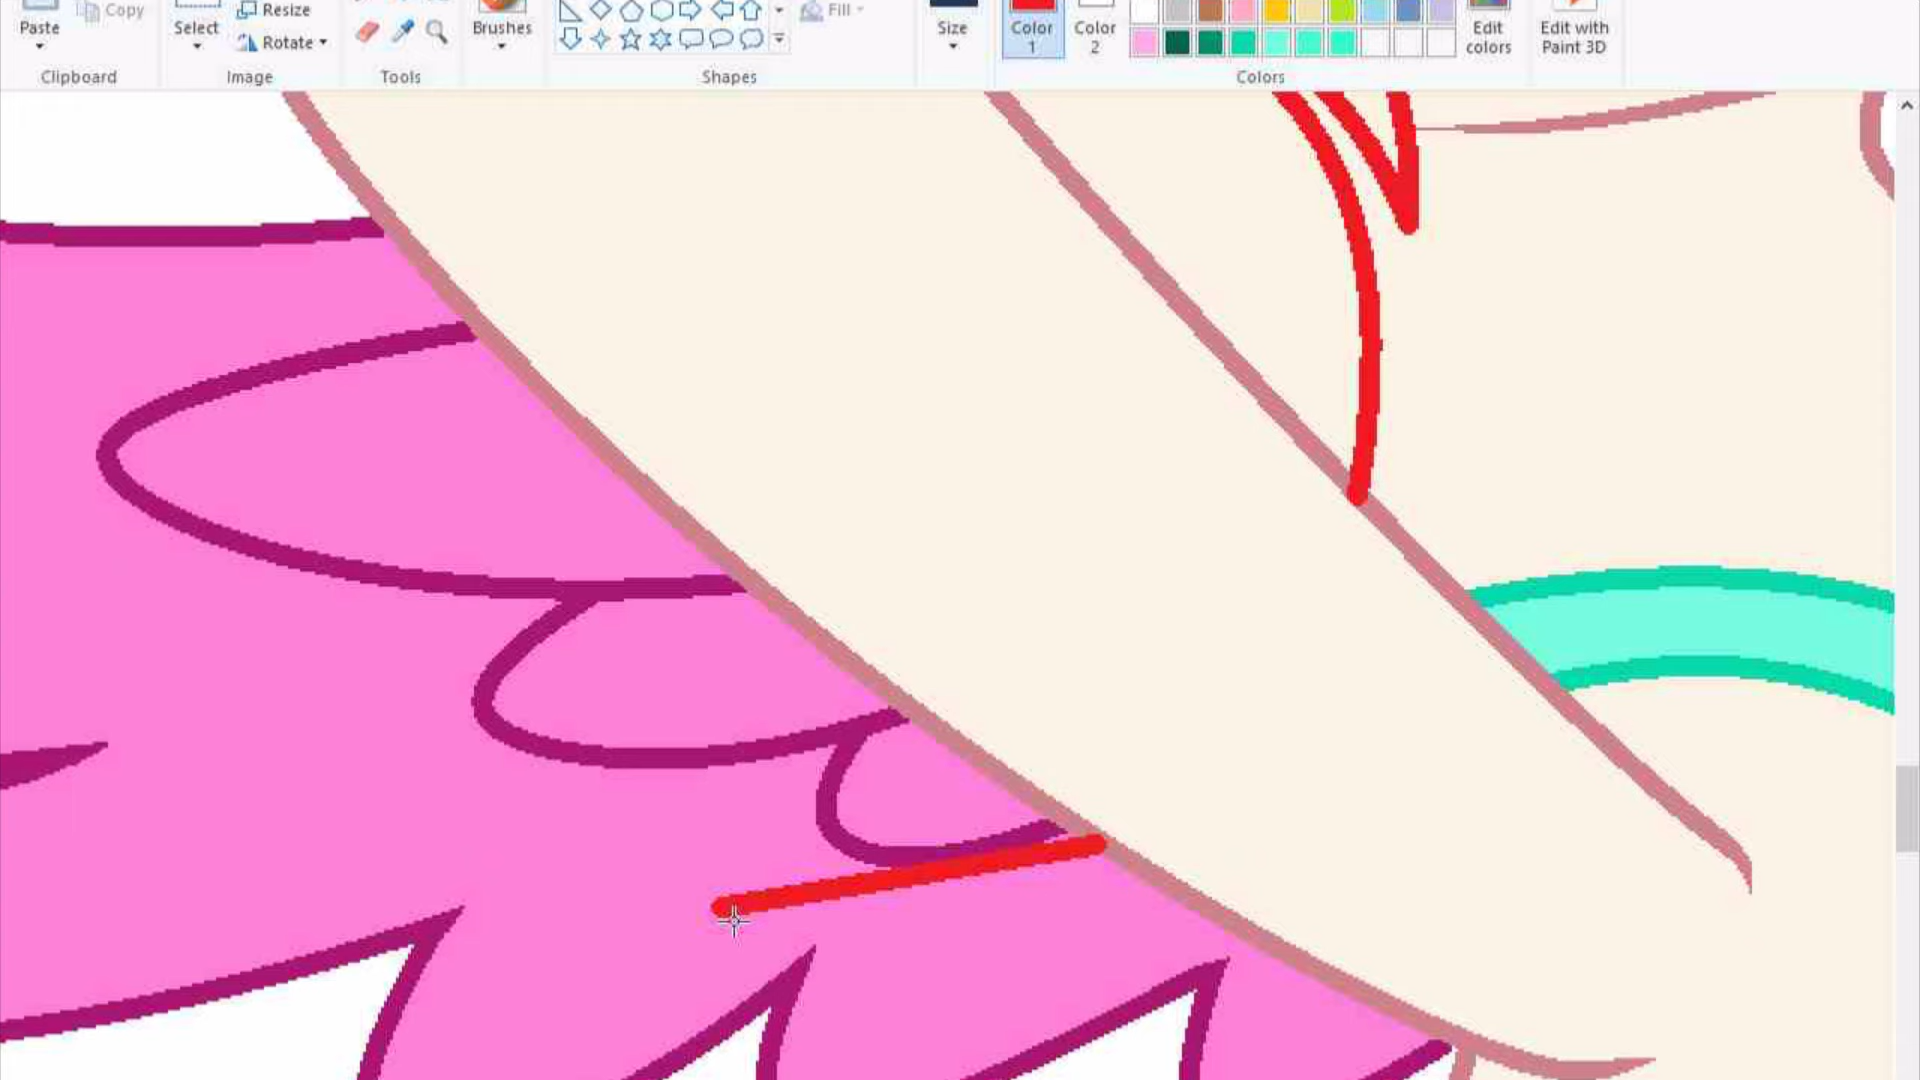 Paste
Copy
Select
Resize
Rotate
Brushes
Fill
Size
Color 1
Color 2
Edit colors
Edit with Paint 3D
Clipboard
Image
Tools
Shapes
Colors